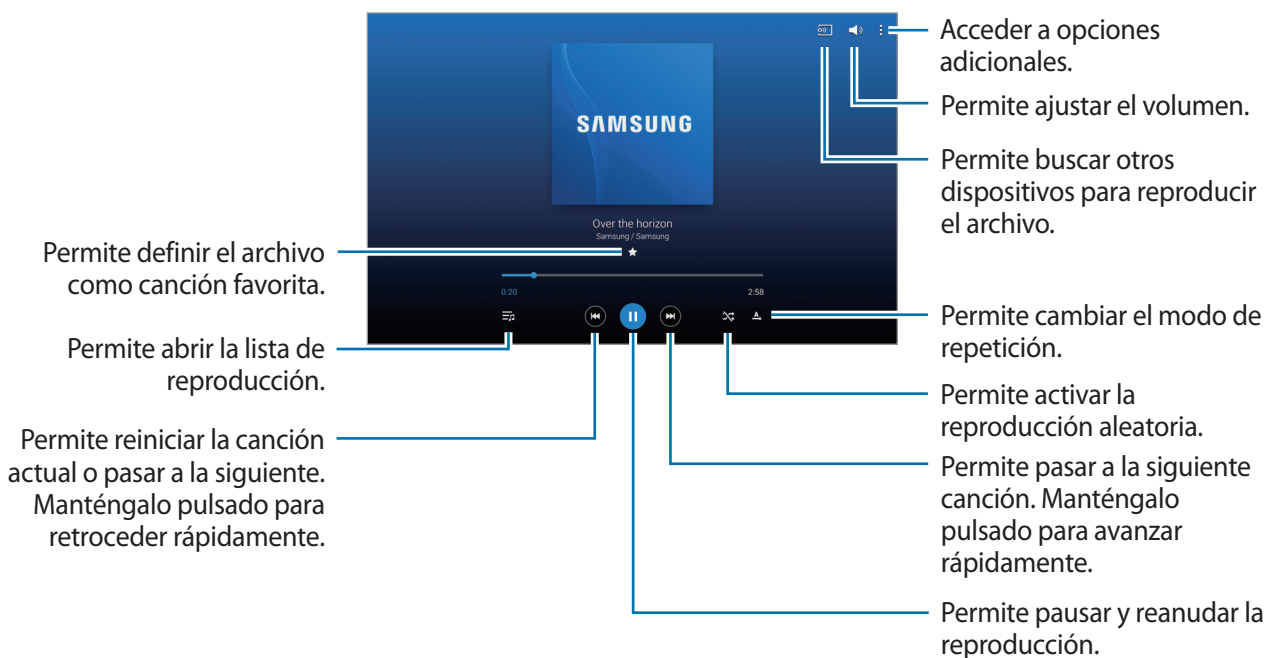 Acceder a opciones
adicionales.
Permite ajustar el volumen.
Permite buscar otros
dispositivos para reproducir
el archivo.
SAMSUNG
Over the horizon
Samsung / Samsung
0:20
2:58
Permite definir el archivo
como canción favorita.
Permite abrir la lista de
reproducción.
Permite reiniciar la canción
actual o pasar a la siguiente.
Manténgalo pulsado para
retroceder rápidamente.
Permite cambiar el modo de
repetición.
Permite activar la
reproducción aleatoria.
Permite pasar a la siguiente
canción. Manténgalo
pulsado para avanzar
rápidamente.
Permite pausar y reanudar la
reproducción.